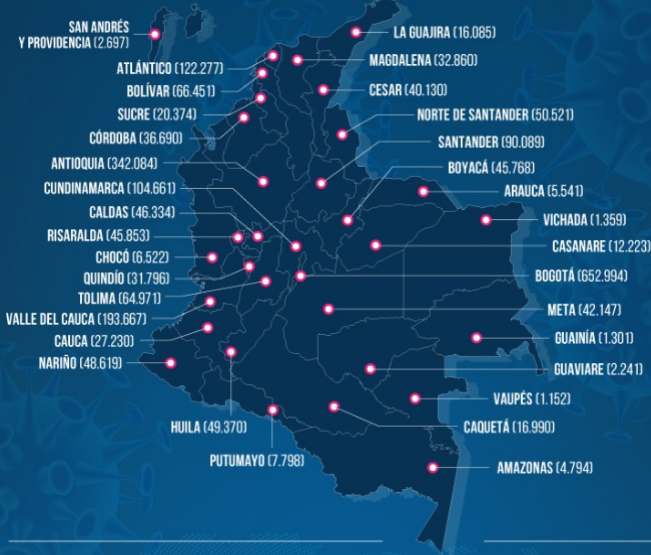 SAN ANDRÉS
Y PROVIDENCIA (2.697)
ATLÁNTICO (122.277)
BOLÍVAR (66.451)
SUCRE (20.374)
CÓRDOBA (36.690)
ANTIOQUIA (342.084)
CUNDINAMARCA (104.661)
CALDAS (46.334)
RISARALDA (45.853)
CHOCÓ (6.522)
QUINDÍO (31.796)
TOLIMA (64.971)
VALLE DEL CAUCA (193.667)
CAUCA (27.230)
NARIÑO (48.619)
HUILA (49.370)
PUTUMAYO (7.798)
LA GUAJIRA (16.085)
MAGDALENA (32.860)
CESAR (40.130)
NORTE DE SANTANDER (50.521)
SANTANDER (90.089)
BOYACÁ (45.768)
ARAUCA (5.541)
VICHADA (1.359)
CASANARE (12.223)
BOGOTÁ (652.994)
META (42.147)
GUAINÍA (1.301)
GUAVIARE (2.241)
VAUPÉS (1.152)
CAQUETÁ (16.990)
AMAZONAS (4.794)